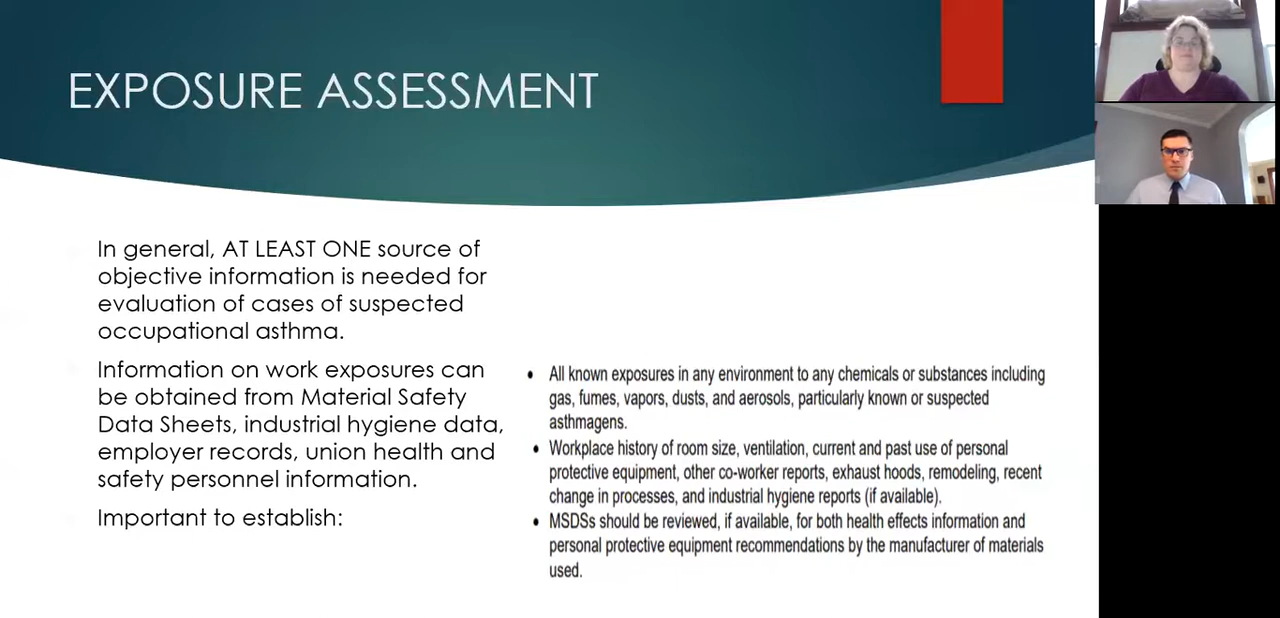 EXPOSURE ASSESSMENT
In general, AT LEAST ONE source of
objective information is needed for
evaluation of cases of suspected
occupational asthma.
Information on work exposures can
be obtained from Material Safety
Data Sheets, industrial hygiene data,
employer records, union health and
safety personnel information.
Important to establish:
• All known exposures in any environment to any chemicals or substances including
gas, fumes, vapors, dusts, and aerosols, particularly known or suspected
asthmagens.
• Workplace history of room size, ventilation, current and past use of personal
protective equipment, other co-worker reports, exhaust hoods, remodeling, recent
change in processes, and industrial hygiene reports (if available).
• MSDSs should be reviewed, if available, for both health effects information and
personal protective equipment recommendations by the manufacturer of materials
used.